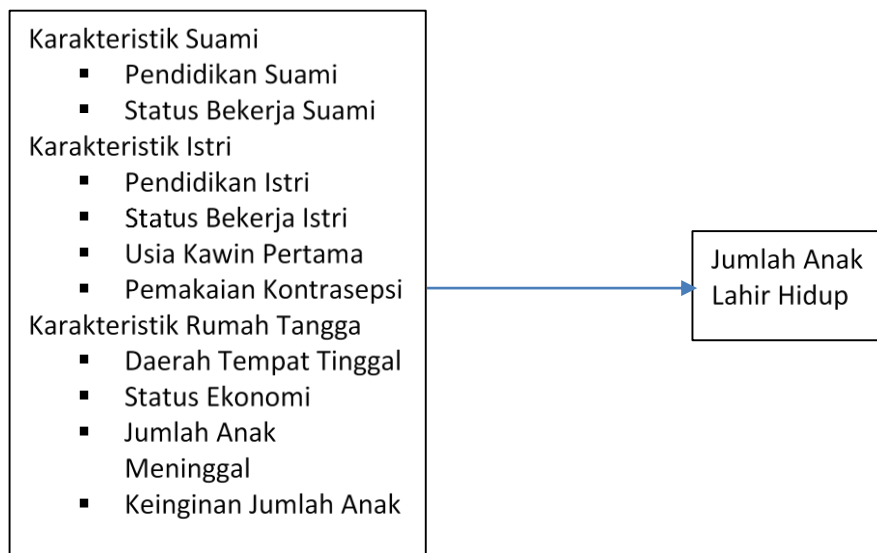 Karakteristik Suami
▪ Pendidikan Suami
▪ Status Bekerja Suami
Karakteristik Istri
▪ Pendidikan Istri
▪ Status Bekerja Istri
▪ Usia Kawin Pertama
▪ Pemakaian Kontrasepsi
Karakteristik Rumah Tangga
▪ Daerah Tempat Tinggal
▪ Status Ekonomi
▪ Jumlah Anak
Meninggal
▪ Keinginan Jumlah Anak
Jumlah Anak
Lahir Hidup